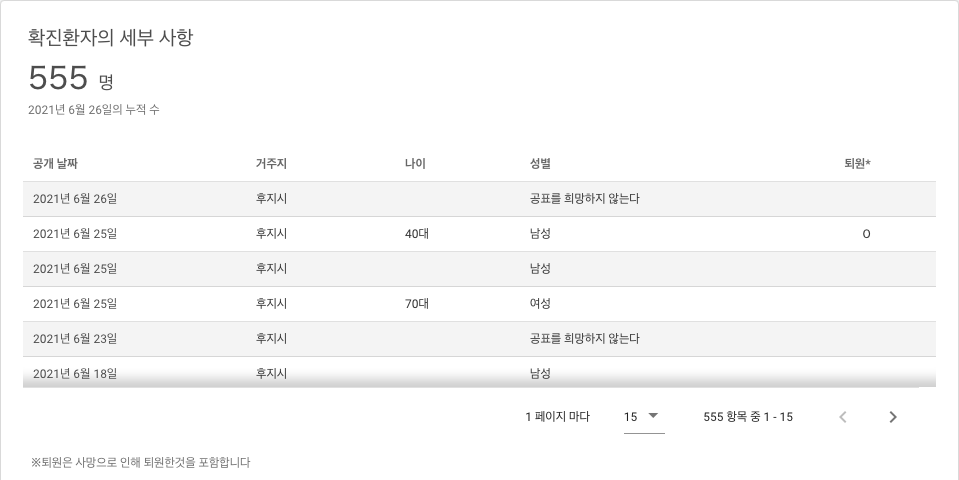 확진환자의 세부 사항
555 명
2021년 6월 26일의 누적 수
공개 날짜 거주지 나이 성별 퇴원*
2021년 6월 26일 후지시 공표를 희망하지 않는다
2021년 6월 25일 후지시 40대 남성 O
2021년 6월 25일 후지시 남성
2021년 6월 25일 후지시 70대 여성
2021년 6월 23일 후지시 공표를 희망하지 않는다
2021년 6월 18일 후지시 남성
1 페이지 마다 15 555 항목 중 1 - 15
※퇴원은 사망으로 인해 퇴원한것을 포함합니다